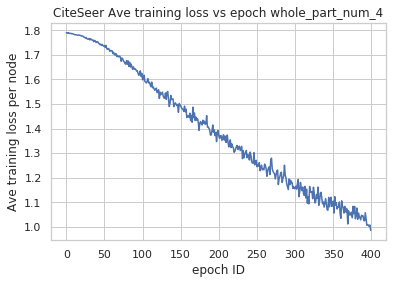 CiteSeer Ave training loss vs epoch whole_part_num_4
Ave training loss per node
1.8
1.7
1.6
1.5
1.4
1.3
1.2
1.1
1.0
0 50 100 150 200 250 300 350 400
epoch ID